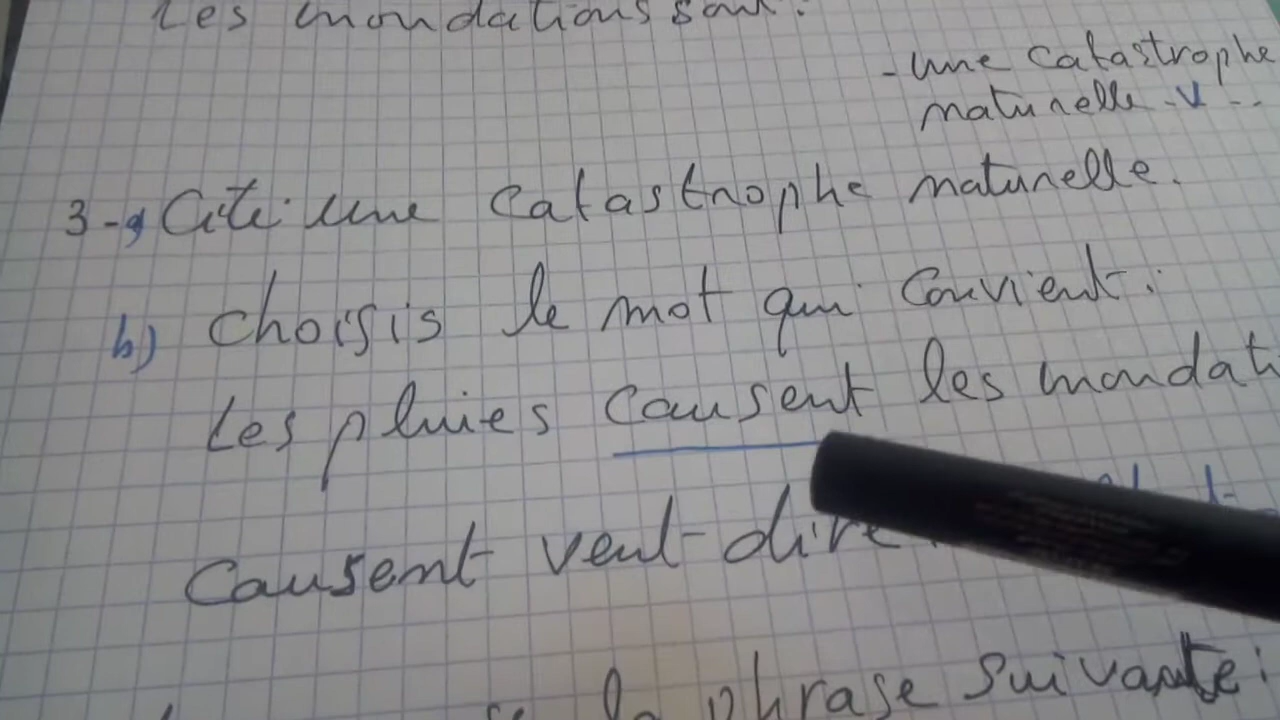 Les inondations sont:
- une catastrophe
naturelle -v --
3-a) Cite une catastrophe naturelle.
b) choisis le mot qui convient:
Les pluies causent les inondati
causent veut-dire
la phrase suivante: